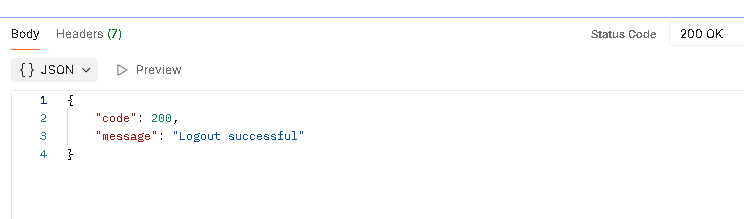 Body Headers (7) Status Code 200 OK
{} JSON Preview
1 {
2 "code": 200,
3 "message": "Logout successful"
4 }